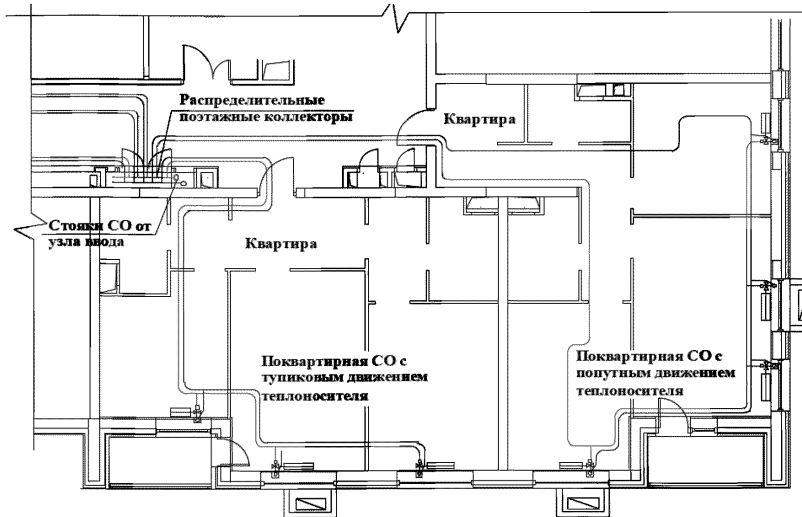 Распределительные
поэтажные коллекторы
Квартира
Стояки СО от
узла ввода
Квартира
Поквартирная СО с
тупиковым движением
теплоносителя
Поквартирная СО с
попутным движением
теплоносителя